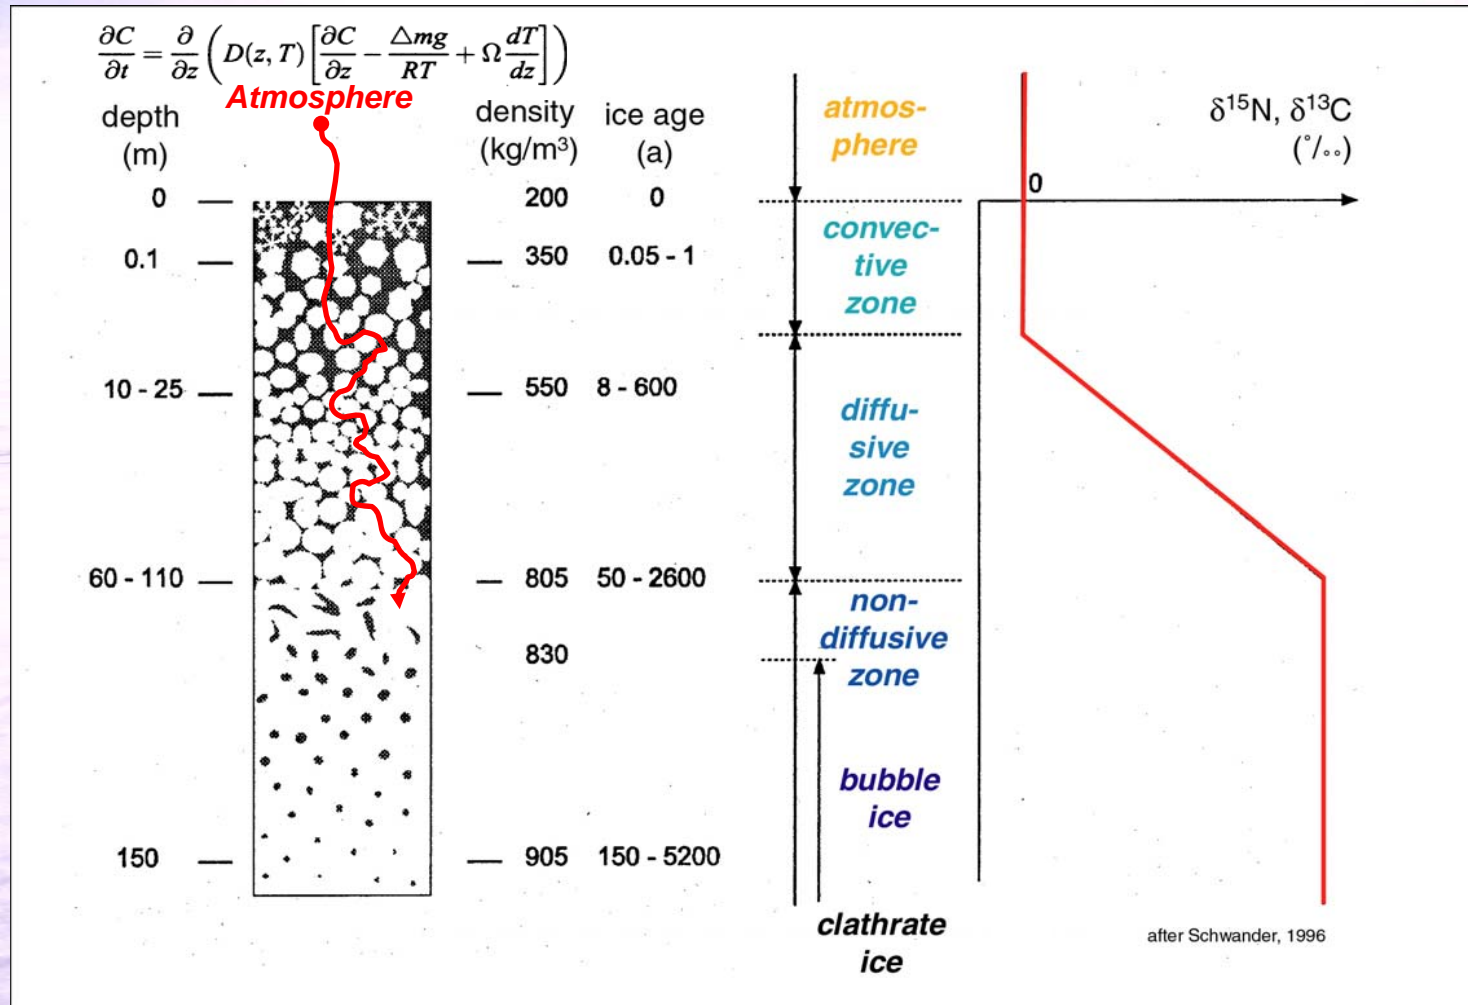 ∂C/∂t = ∂/∂z ( D(z, T) [ ∂C/∂z − △mg/RT + Ω dT/dz ] )
Atmosphere
depth
(m)
density
(kg/m³)
ice age
(a)
0
200
0
0.1
350
0.05 - 1
10 - 25
550
8 - 600
60 - 110
805
50 - 2600
830
150
905
150 - 5200
atmos-
phere
convec-
tive
zone
diffu-
sive
zone
non-
diffusive
zone
bubble
ice
clathrate
ice
δ¹⁵N, δ¹³C
(°/∘∘)
0
after Schwander, 1996